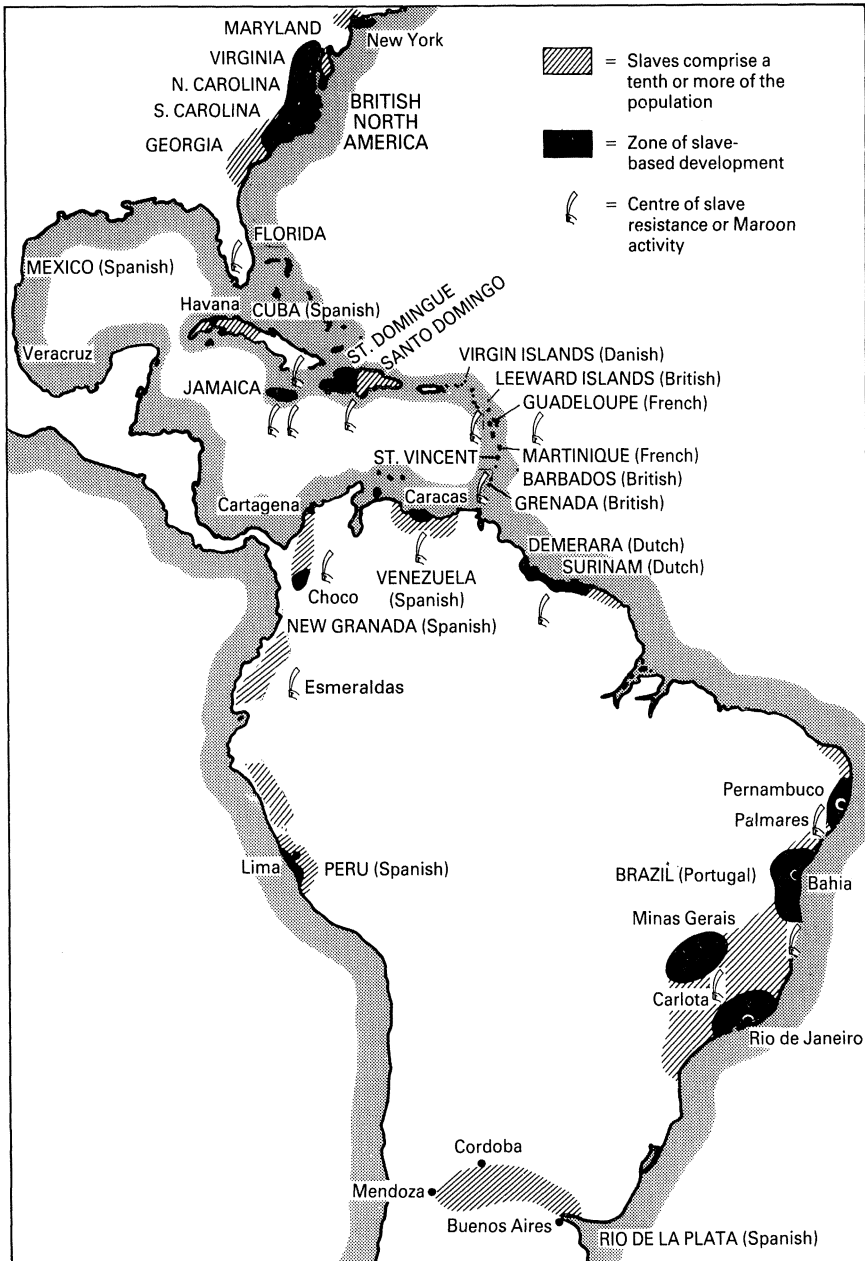 MARYLAND
New York
VIRGINIA
N. CAROLINA
S. CAROLINA
GEORGIA
BRITISH
NORTH
AMERICA
= Slaves comprise a
tenth or more of the
population
= Zone of slave-
based development
= Centre of slave
resistance or Maroon
activity
FLORIDA
MEXICO (Spanish)
Havana
CUBA (Spanish)
ST. DOMINGUE
SANTO DOMINGO
Veracruz
JAMAICA
VIRGIN ISLANDS (Danish)
LEEWARD ISLANDS (British)
GUADELOUPE (French)
ST. VINCENT
MARTINIQUE (French)
BARBADOS (British)
GRENADA (British)
Cartagena
Caracas
DEMERARA (Dutch)
SURINAM (Dutch)
Choco
VENEZUELA
(Spanish)
NEW GRANADA (Spanish)
Esmeraldas
Pernambuco
Palmares
Lima
PERU (Spanish)
BRAZIL (Portugal)
Bahia
Minas Gerais
Carlota
Rio de Janeiro
Cordoba
Mendoza
Buenos Aires
RIO DE LA PLATA (Spanish)